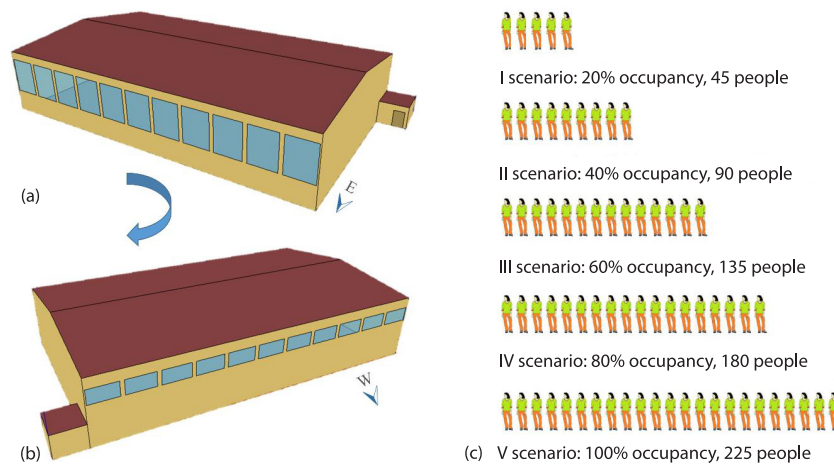 (a)
E
(b)
W
I scenario: 20% occupancy, 45 people
II scenario: 40% occupancy, 90 people
III scenario: 60% occupancy, 135 people
IV scenario: 80% occupancy, 180 people
(c) V scenario: 100% occupancy, 225 people